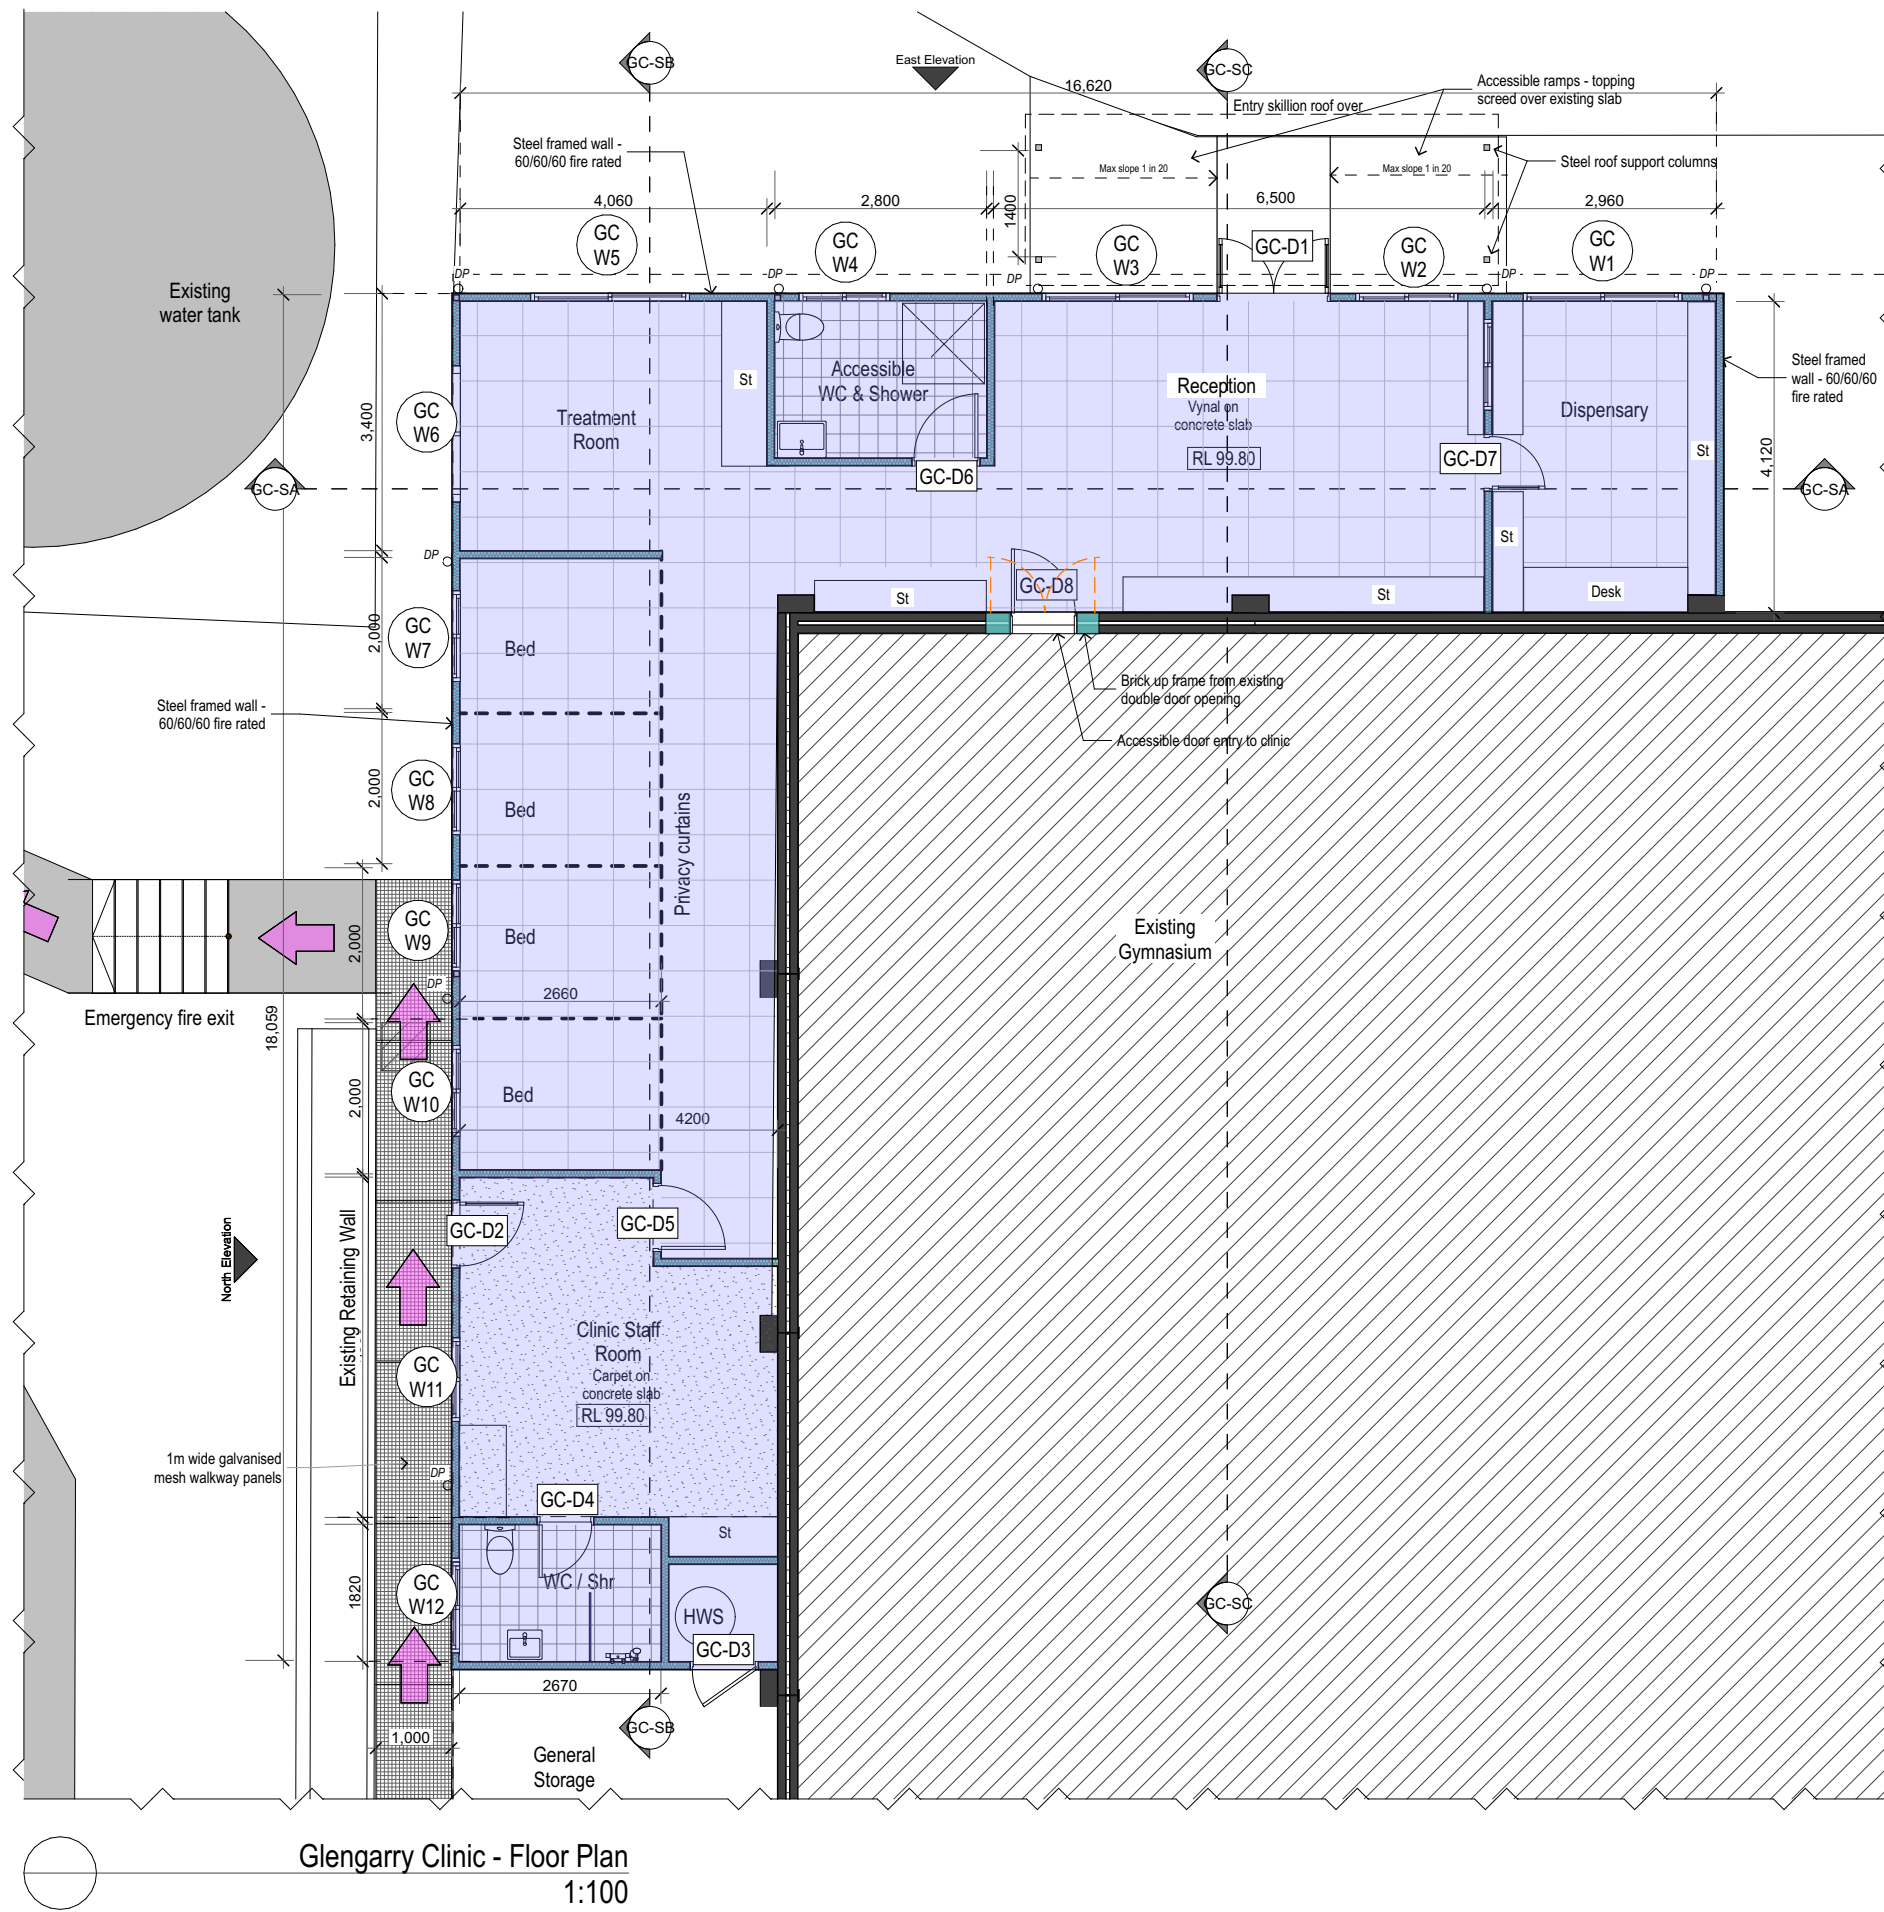 GC-SB
East Elevation
GC-SC
16,620
Accessible ramps - topping
screed over existing slab
Entry skillion roof over
Steel framed wall -
60/60/60 fire rated
Steel roof support columns
Max slope 1 in 20
Max slope 1 in 20
4,060
2,800
1400
6,500
2,960
GC
W5
GC
W4
GC
W3
GC-D1
GC
W2
GC
W1
DP
DP
DP
DP
DP
Existing
water tank
Steel framed
wall - 60/60/60
fire rated
St
Accessible
WC & Shower
Reception
Vynal on
concrete slab
RL 99.80
Dispensary
3,400
GC
W6
Treatment
Room
St
GC-D7
4,120
GC-D6
GC-SA
GC-SA
St
DP
GC-D8
St
St
Desk
2,000
GC
W7
Bed
Brick up frame from existing
double door opening
Steel framed wall -
60/60/60 fire rated
Accessible door entry to clinic
2,000
GC
W8
Bed
Privacy curtains
7
GC
W9
2,000
Bed
Existing
Gymnasium
DP
2660
Emergency fire exit
18,059
2,000
GC
W10
Bed
4200
GC-D2
GC-D5
North Elevation
Existing Retaining Wall
Clinic Staff
Room
Carpet on
concrete slab
RL 99.80
GC
W11
1m wide galvanised
mesh walkway panels
DP
GC-D4
St
1820
GC
W12
WC / Shr
HWS
GC-SC
GC-D3
2670
1,000
GC-SB
General
Storage
Glengarry Clinic - Floor Plan
1:100